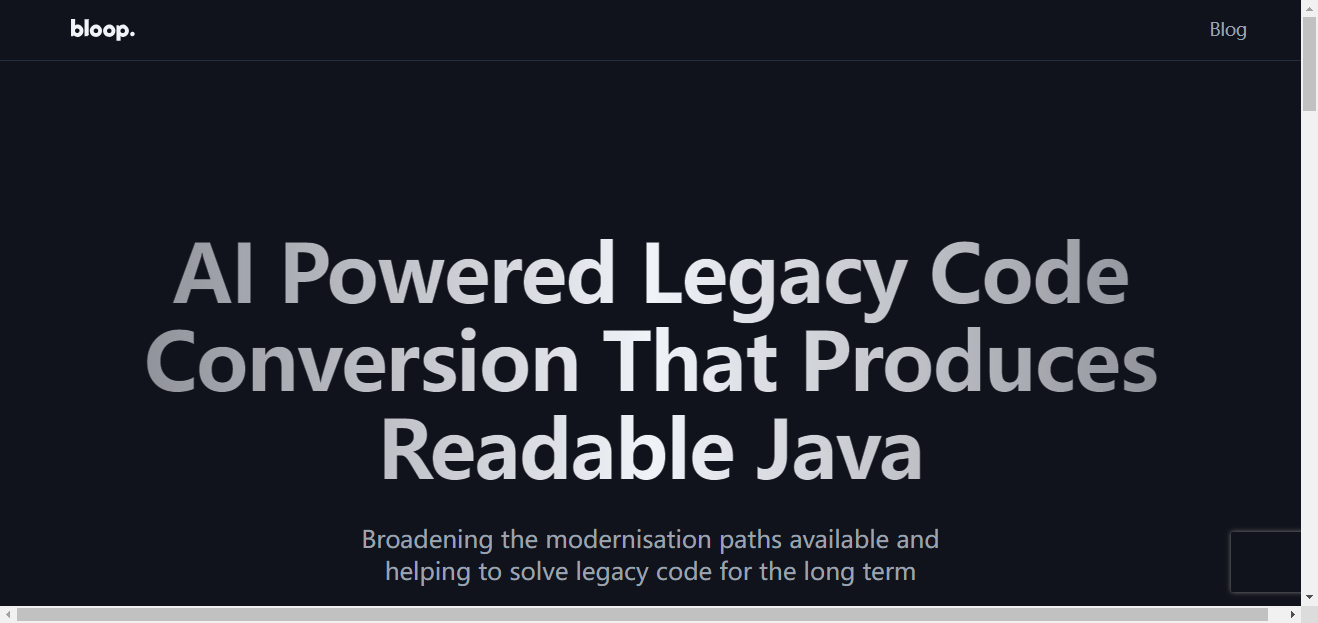 bloop.
Blog
AI Powered Legacy Code
Conversion That Produces
Readable Java
Broadening the modernisation paths available and
helping to solve legacy code for the long term